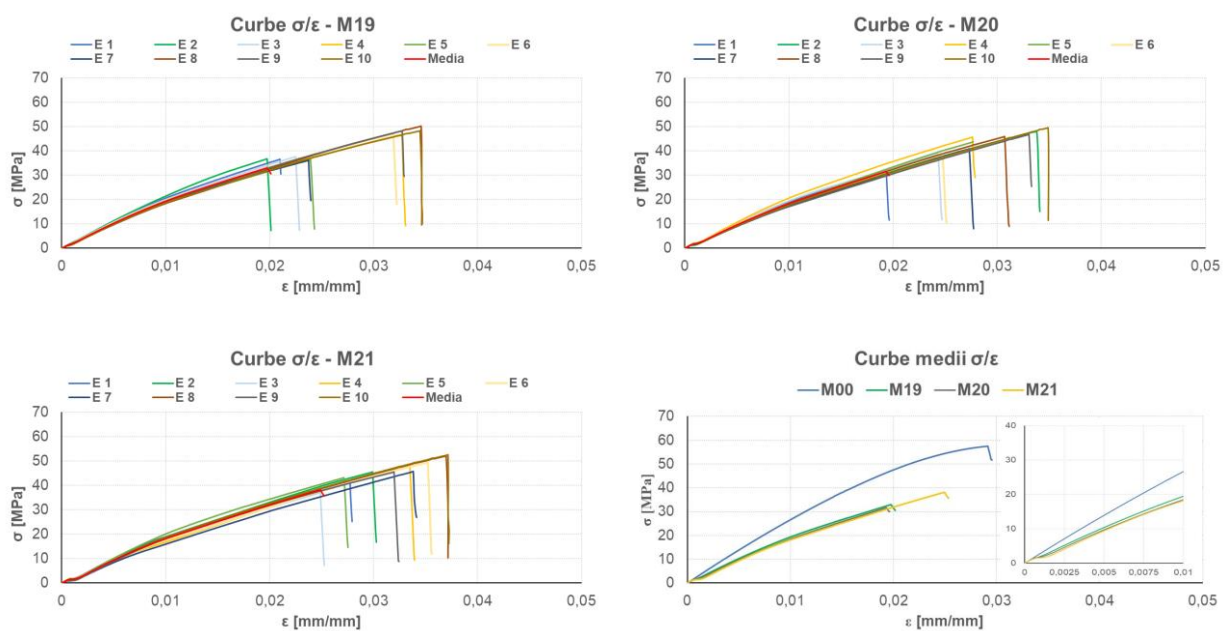 Curbe σ/ε - M19
E 1 E 2 E 3 E 4 E 5 E 6
E 7 E 8 E 9 E 10 Media
70
60
50
40
30
20
10
0
σ [MPa]
0 0,01 0,02 0,03 0,04 0,05
ε [mm/mm]
Curbe σ/ε - M20
E 1 E 2 E 3 E 4 E 5 E 6
E 7 E 8 E 9 E 10 Media
70
60
50
40
30
20
10
0
σ [MPa]
0 0,01 0,02 0,03 0,04 0,05
ε [mm/mm]
Curbe σ/ε - M21
E 1 E 2 E 3 E 4 E 5 E 6
E 7 E 8 E 9 E 10 Media
70
60
50
40
30
20
10
0
σ [MPa]
0 0,01 0,02 0,03 0,04 0,05
ε [mm/mm]
Curbe medii σ/ε
M00 M19 M20 M21
70
60
50
40
30
20
10
0
σ [MPa]
0 0,01 0,02 0,03 0,04 0,05
ε [mm/mm]
40
30
20
10
0
0 0,0025 0,005 0,0075 0,01